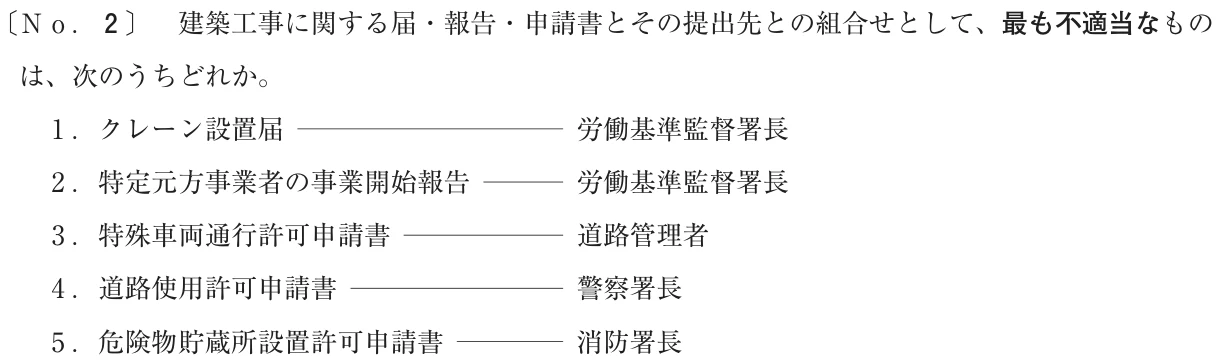 〔Ｎｏ．２〕　建築工事に関する届・報告・申請書とその提出先との組合せとして、最も不適当なもの
は、次のうちどれか。
１．クレーン設置届 ―――――――――― 労働基準監督署長
２．特定元方事業者の事業開始報告 ――― 労働基準監督署長
３．特殊車両通行許可申請書 ―――――― 道路管理者
４．道路使用許可申請書 ―――――――― 警察署長
５．危険物貯蔵所設置許可申請書 ―――― 消防署長